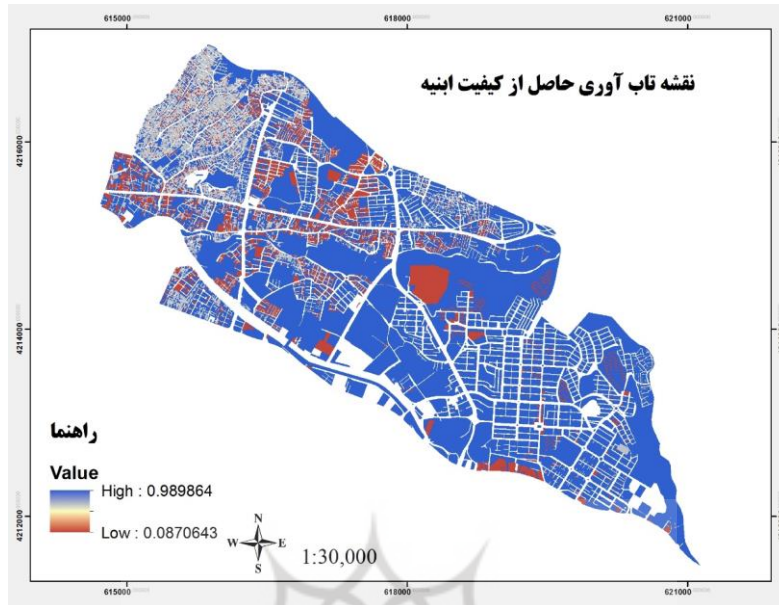 615000 618000 621000
نقشه تاب آوری حاصل از کیفیت ابنیه
4216000
4214000
4212000
راهنما
Value
High : 0.989864
Low : 0.0870643
N
W E
S
1:30,000
615000 618000 621000